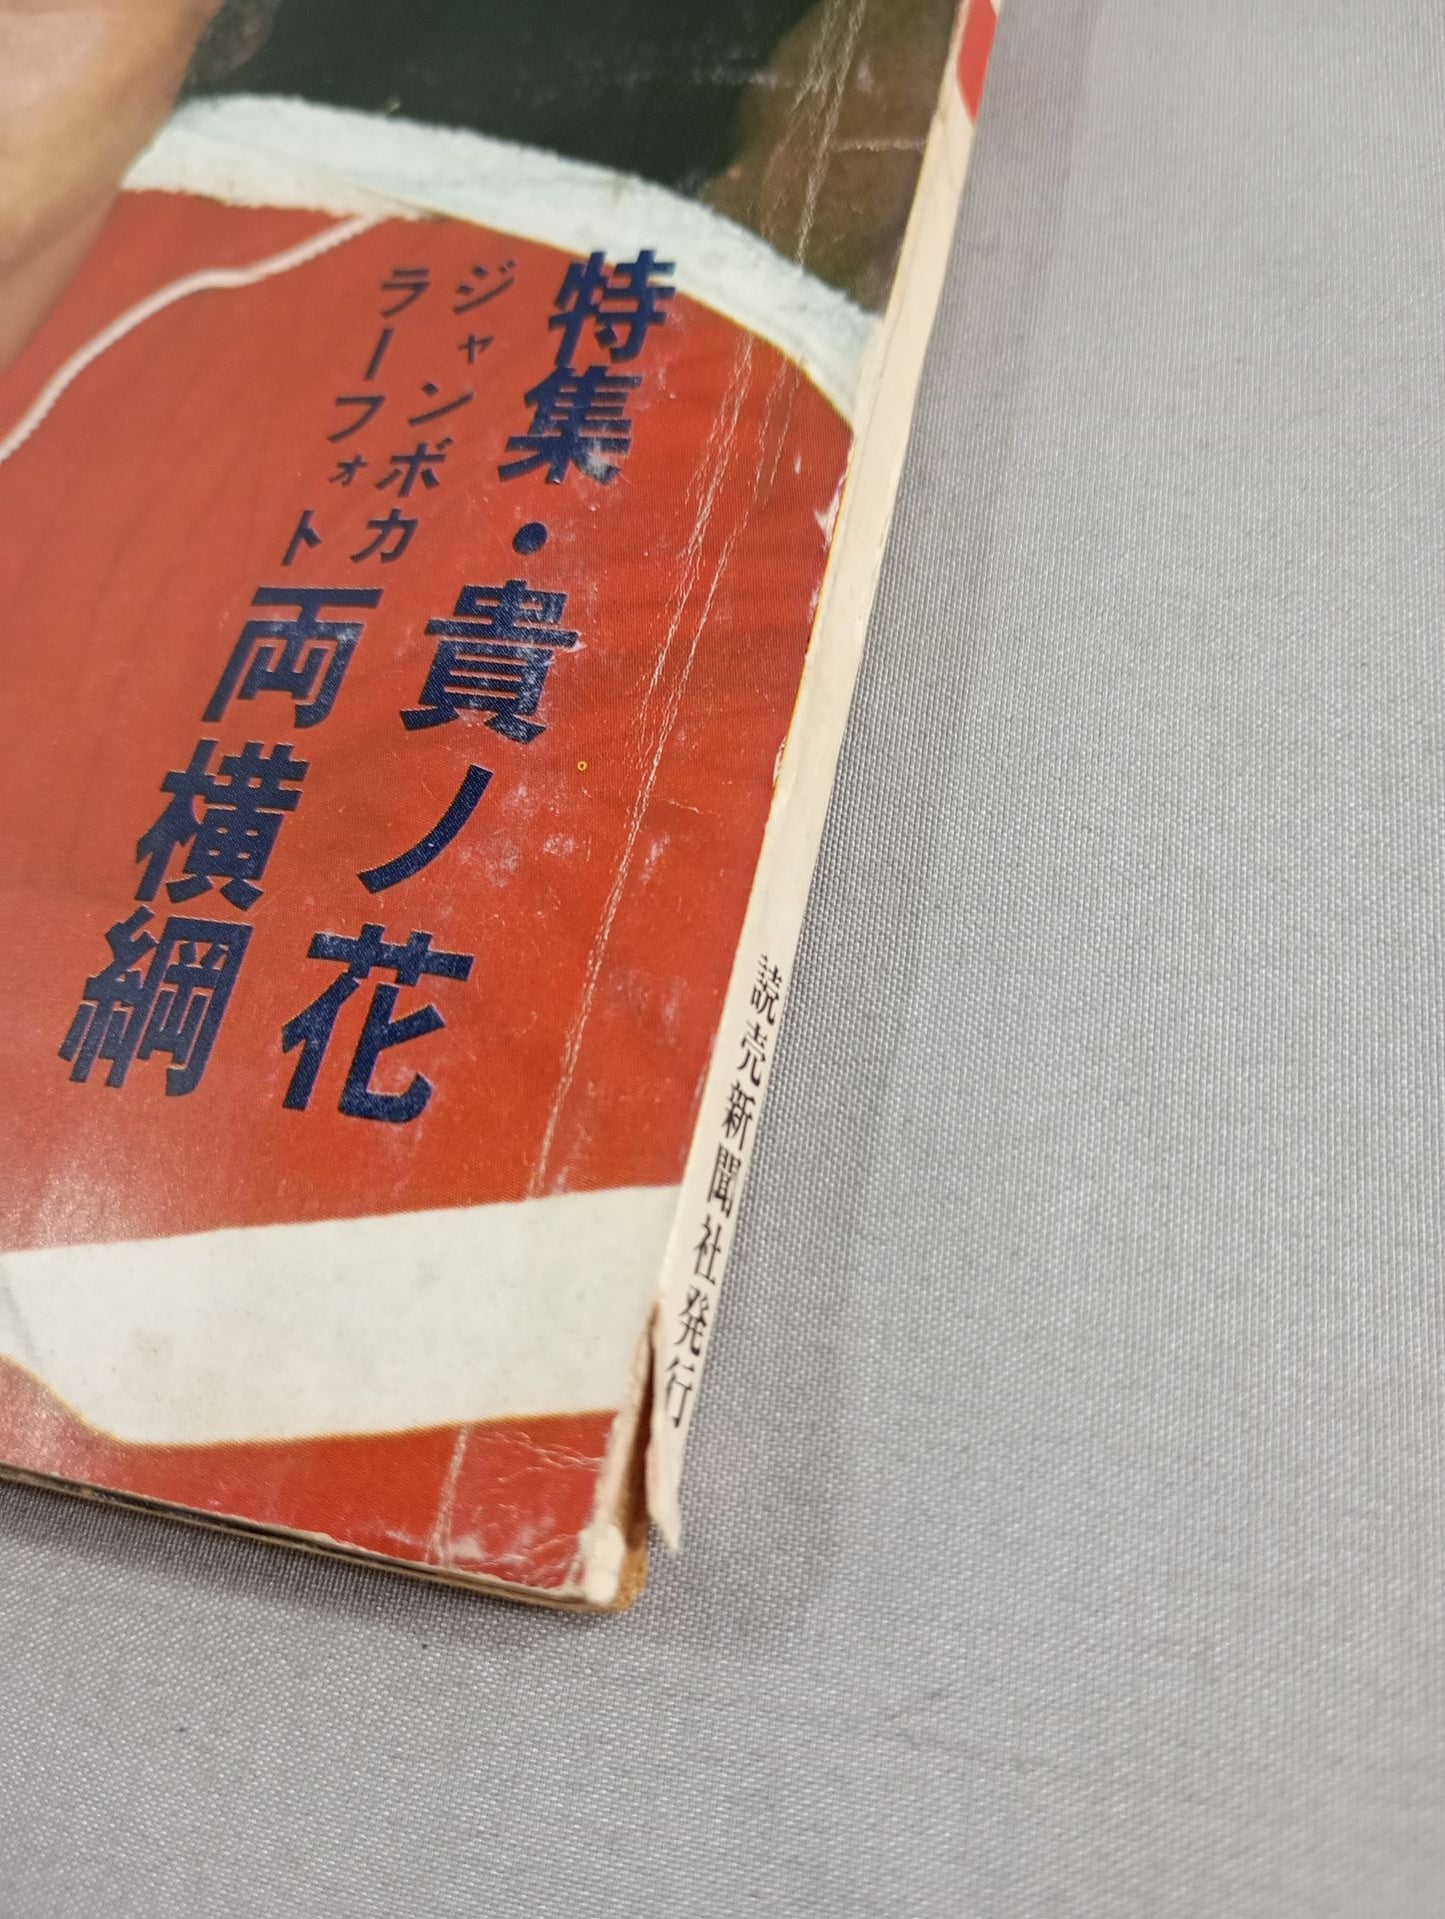 特集・貴ノ花
ジャンボカラーフォト
両横綱
読売新聞社発行